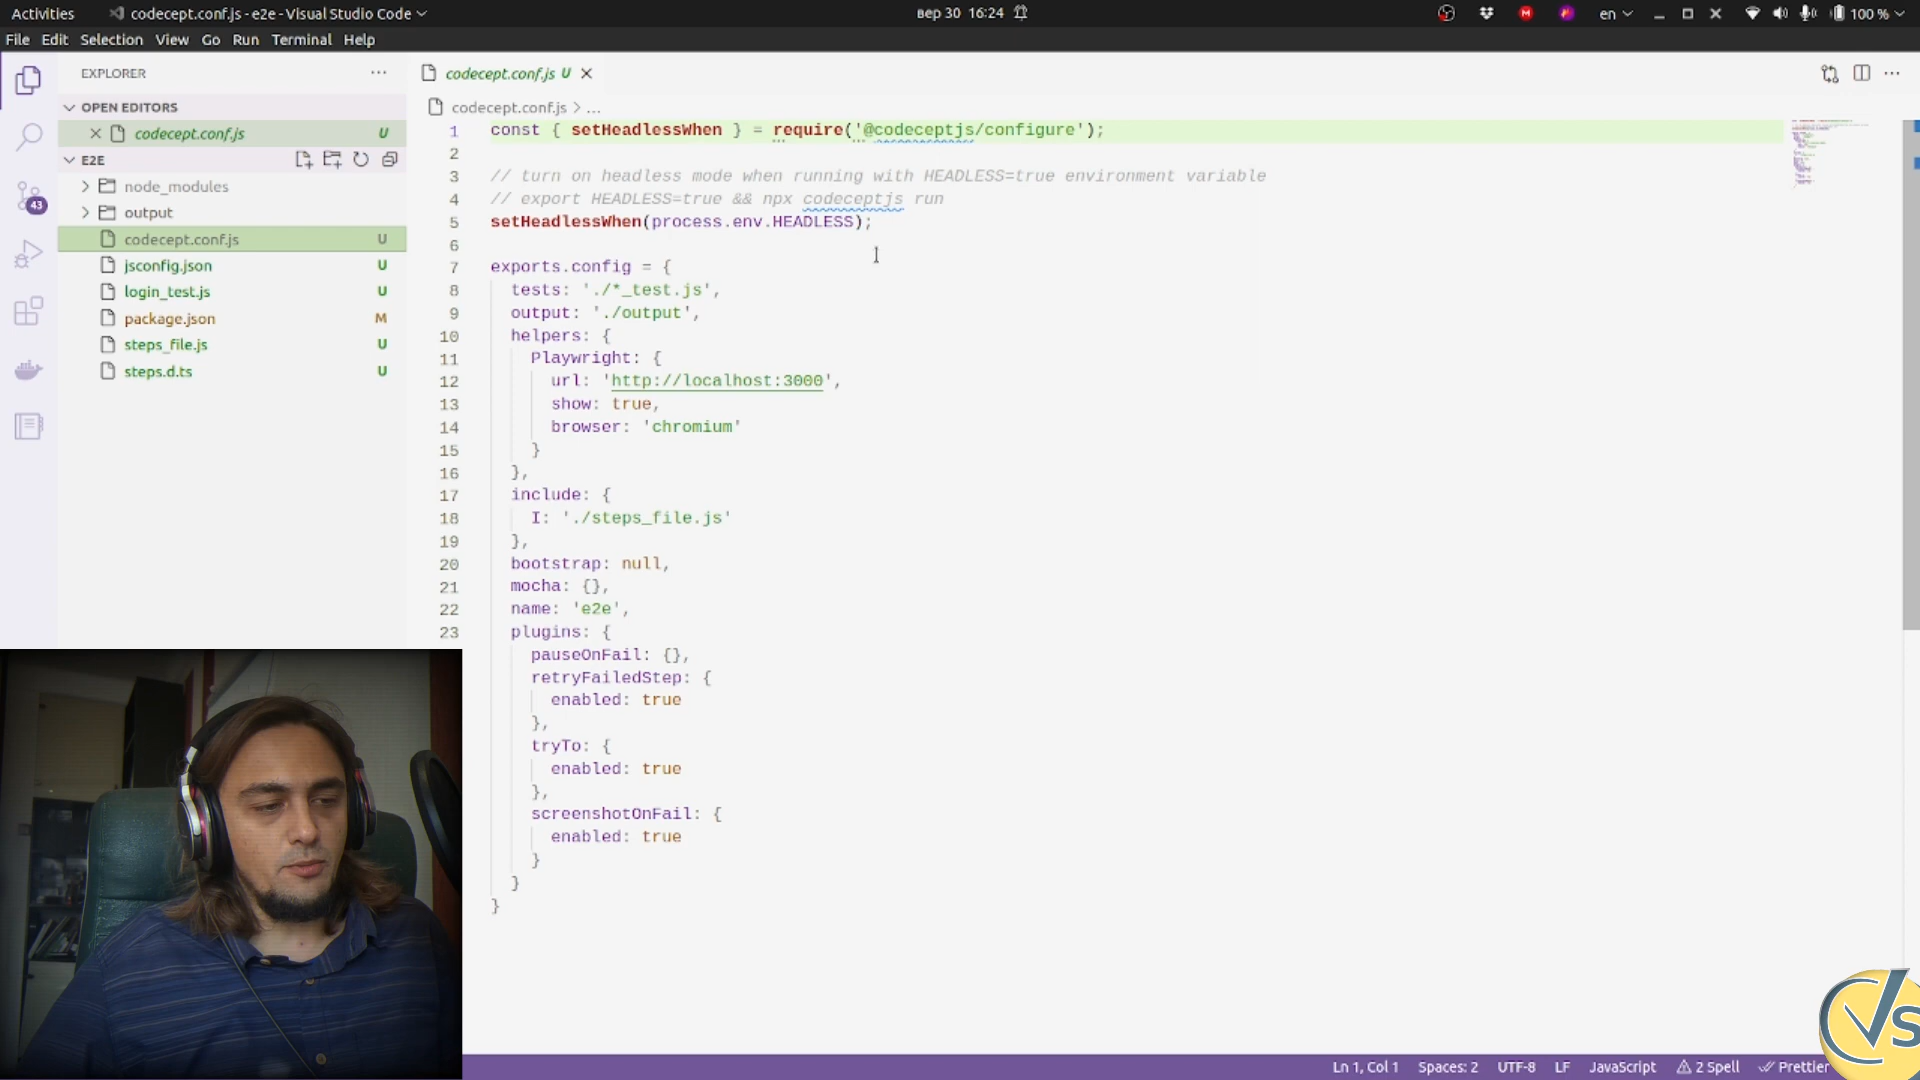 Activities
codecept.conf.js - e2e - Visual Studio Code
вер 30 16:24
en
100 %
File Edit Selection View Go Run Terminal Help
EXPLORER
OPEN EDITORS
codecept.conf.js U
E2E
node_modules
output
codecept.conf.js U
jsconfig.json U
login_test.js U
package.json M
steps_file.js U
steps.d.ts U
43
codecept.conf.js U
codecept.conf.js > ...
1 const { setHeadlessWhen } = require('@codeceptjs/configure');
2
3 // turn on headless mode when running with HEADLESS=true environment variable
4 // export HEADLESS=true && npx codeceptjs run
5 setHeadlessWhen(process.env.HEADLESS);
6
7 exports.config = {
8 tests: './*_test.js',
9 output: './output',
10 helpers: {
11 Playwright: {
12 url: 'http://localhost:3000',
13 show: true,
14 browser: 'chromium'
15 }
16 },
17 include: {
18 I: './steps_file.js'
19 },
20 bootstrap: null,
21 mocha: {},
22 name: 'e2e',
23 plugins: {
pauseOnFail: {},
retryFailedStep: {
enabled: true
},
tryTo: {
enabled: true
},
screenshotOnFail: {
enabled: true
}
}
}
Ln 1, Col 1 Spaces: 2 UTF-8 LF JavaScript 2 Spell Prettier